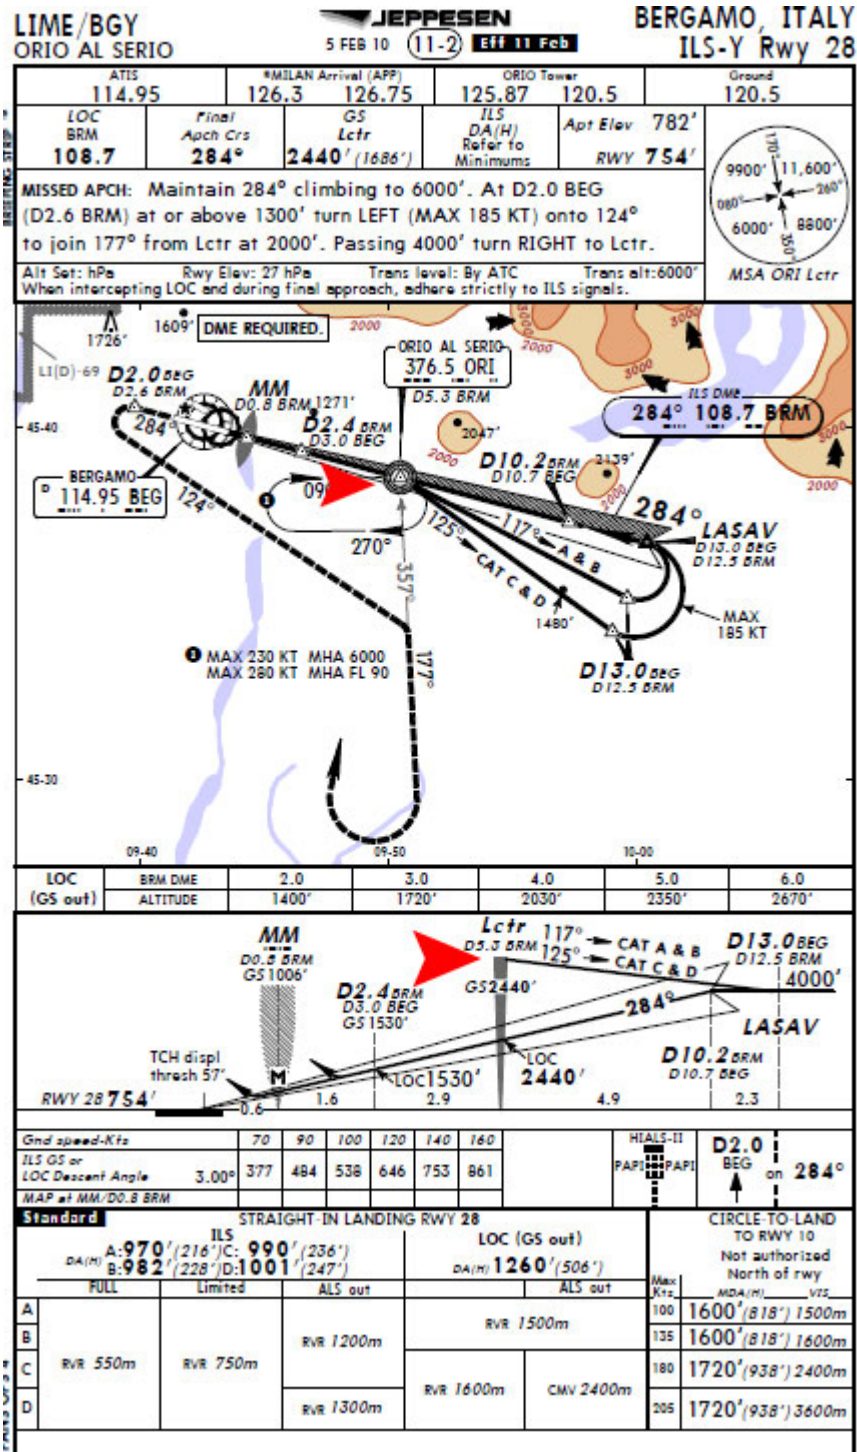 LIME/BGY
ORIO AL SERIO
JEPPESEN
5 FEB 10 11-2 Eff 11 Feb
BERGAMO, ITALY
ILS-Y Rwy 28
ATIS
114.95
*MILAN Arrival (APP)
126.3 126.75
ORIO Tower
125.87 120.5
Ground
120.5
LOC
BRM
108.7
Final
Apch Crs
284°
GS
Lctr
2440' (1686')
ILS
DA(H)
Refer to
Minimums
Apt Elev 782'
RWY 754'
MISSED APCH: Maintain 284° climbing to 6000'. At D2.0 BEG
(D2.6 BRM) at or above 1300' turn LEFT (MAX 185 KT) onto 124°
to join 177° from Lctr at 2000'. Passing 4000' turn RIGHT to Lctr.
Alt Set: hPa Rwy Elev: 27 hPa Trans level: By ATC Trans alt:6000'
When intercepting LOC and during final approach, adhere strictly to ILS signals.
170°
9900' 11,600'
080° 260°
6000' 8800'
350°
MSA ORI Lctr
1726'
1609'
DME REQUIRED.
2000
3000
2000
3000
LI(D)-69
D2.0 BEG
D2.6 BRM
MM
D0.8 BRM
1271'
ORIO AL SERIO
376.5 ORI
D5.3 BRM
3000
ILS DME
284° 108.7 BRM
3000
2000
45-40
284°
D2.4 BRM
D3.0 BEG
2047'
2000
D10.2 BRM
D10.7 BEG
2139'
2000
BERGAMO
D 114.95 BEG
124°
09
270°
357°
125°
CAT C & D
117°
A & B
284°
LASAV
D13.0 BEG
D12.5 BRM
1480'
MAX
185 KT
D13.0 BEG
D12.5 BRM
MAX 230 KT MHA 6000
MAX 280 KT MHA FL 90
177°
45-30
09-40
09-50
10-00
LOC
(GS out)
BRM DME 2.0 3.0 4.0 5.0 6.0
ALTITUDE 1400' 1720' 2030' 2350' 2670'
MM
D0.8 BRM
GS1006'
D2.4 BRM
D3.0 BEG
GS1530'
Lctr
D5.3 BRM
GS2440'
117° CAT A & B
125° CAT C & D
D13.0 BEG
D12.5 BRM
4000'
284°
LASAV
TCH displ
thresh 57'
M
LOC 1530'
LOC
2440'
D10.2 BRM
D10.7 BEG
RWY 28 754'
0.6 1.6 2.9 4.9 2.3
Gnd speed-Kts 70 90 100 120 140 160
ILS GS or
LOC Descent Angle 3.00° 377 484 538 646 753 861
MAP at MM/D0.8 BRM
HIALS-II
PAPI PAPI
D2.0
BEG
on 284°
Standard
STRAIGHT-IN LANDING RWY 28
ILS
DA(H) A: 970' (216') C: 990' (236')
B: 982' (228') D: 1001' (247')
LOC (GS out)
DA(H) 1260' (506')
FULL Limited ALS out ALS out
A
B
C
D
RVR 550m
RVR 750m
RVR 1200m
RVR 1300m
RVR 1500m
RVR 1600m
CMV 2400m
CIRCLE-TO-LAND
TO RWY 10
Not authorized
North of rwy
Max
Kts MDA(H) VIS
100 1600' (818') 1500m
135 1600' (818') 1600m
180 1720' (938') 2400m
205 1720' (938') 3600m